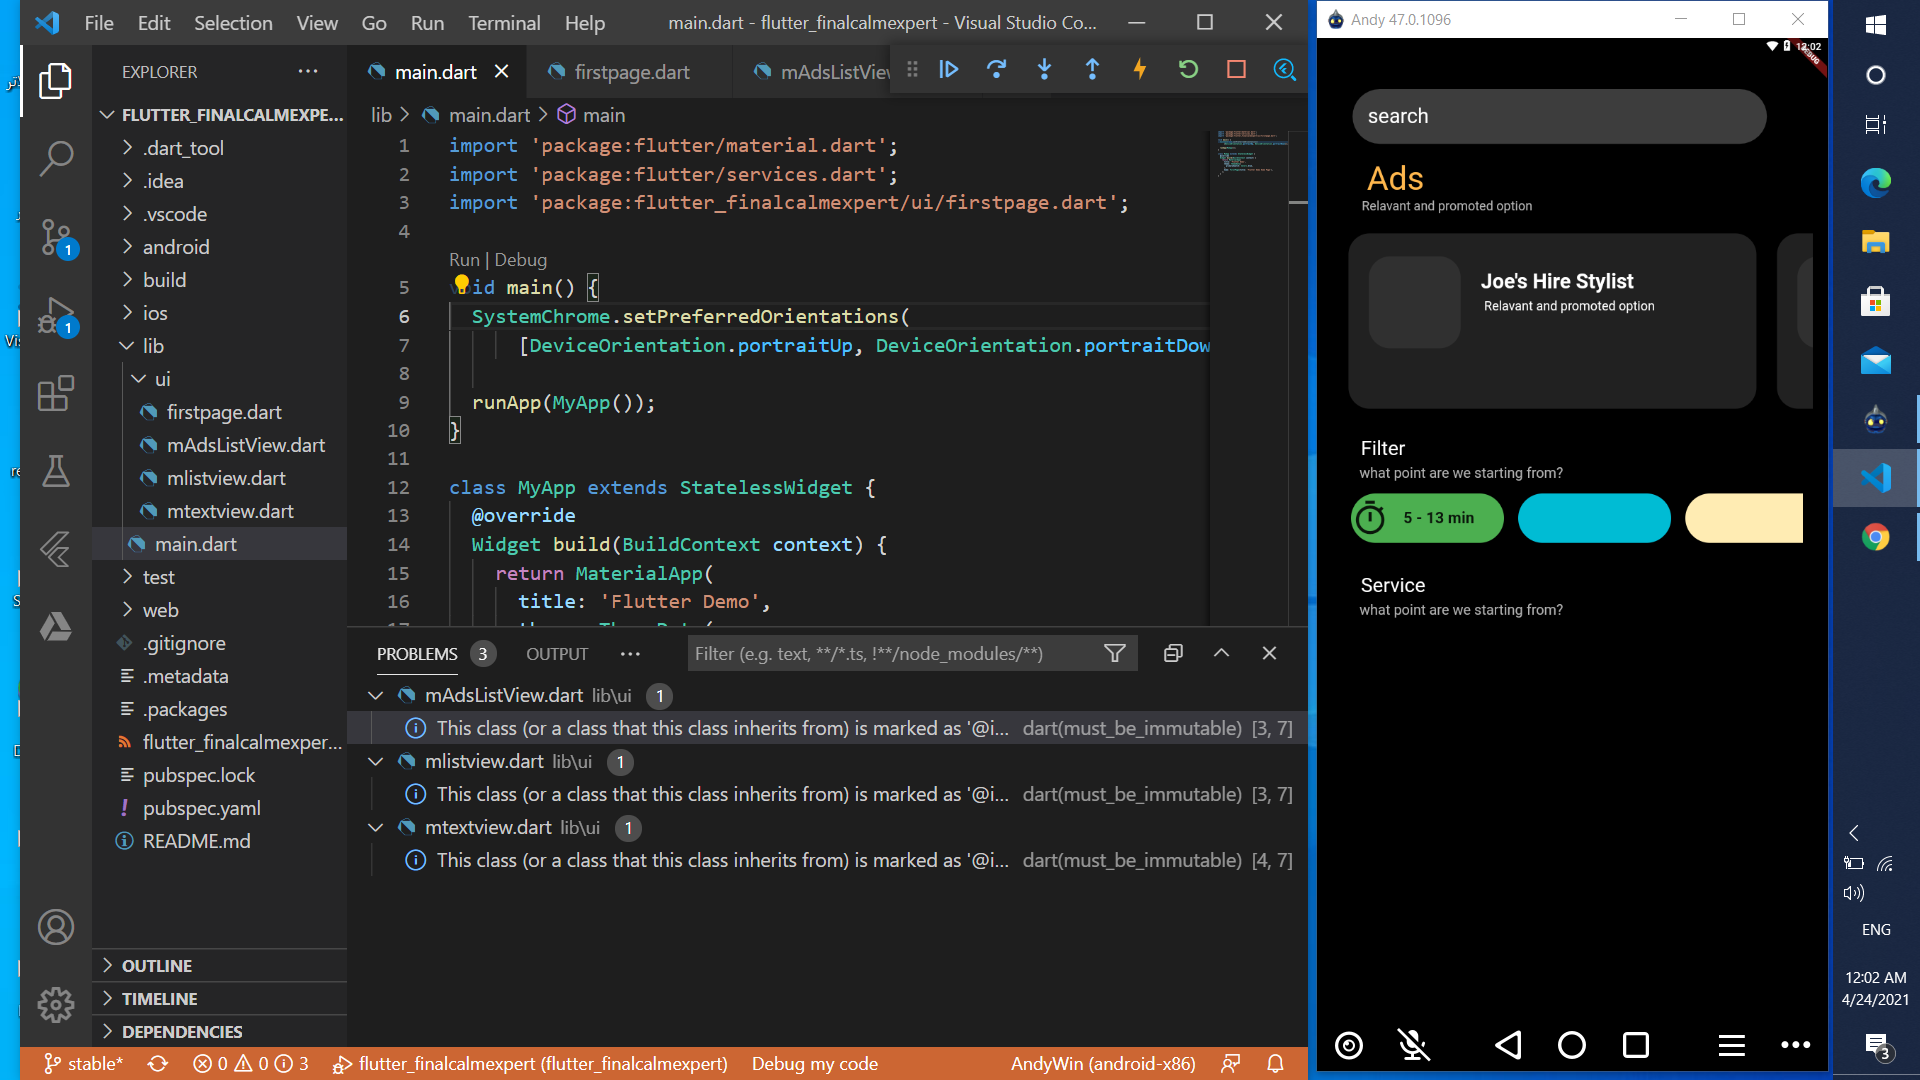 File Edit Selection View Go Run Terminal Help
main.dart - flutter_finalcalmexpert - Visual Studio Co...
EXPLORER
FLUTTER_FINALCALMEXPE...
.dart_tool
.idea
.vscode
android
build
ios
lib
ui
firstpage.dart
mAdsListView.dart
mlistview.dart
mtextview.dart
main.dart
test
web
.gitignore
.metadata
.packages
flutter_finalcalmexper...
pubspec.lock
pubspec.yaml
README.md
OUTLINE
TIMELINE
DEPENDENCIES
1
1
main.dart
firstpage.dart
lib > main.dart > main
1 import 'package:flutter/material.dart';
2 import 'package:flutter/services.dart';
3 import 'package:flutter_finalcalmexpert/ui/firstpage.dart';
4
Run | Debug
5 id main() {
6 SystemChrome.setPreferredOrientations(
7 [DeviceOrientation.portraitUp, DeviceOrientation.portraitDow
8
9 runApp(MyApp());
10 }
11
12 class MyApp extends StatelessWidget {
13 @override
14 Widget build(BuildContext context) {
15 return MaterialApp(
16 title: 'Flutter Demo',
PROBLEMS 3 OUTPUT ...
Filter (e.g. text, **/*.ts, !**/node_modules/**)
mAdsListView.dart lib\ui 1
This class (or a class that this class inherits from) is marked as '@i... dart(must_be_immutable) [3, 7]
mlistview.dart lib\ui 1
This class (or a class that this class inherits from) is marked as '@i... dart(must_be_immutable) [3, 7]
mtextview.dart lib\ui 1
This class (or a class that this class inherits from) is marked as '@i... dart(must_be_immutable) [4, 7]
stable* 0 0 3 flutter_finalcalmexpert (flutter_finalcalmexpert) Debug my code AndyWin (android-x86)
Andy 47.0.1096
12:02
search
Ads
Relavant and promoted option
Joe's Hire Stylist
Relavant and promoted option
Filter
what point are we starting from?
5 - 13 min
Service
what point are we starting from?
ENG
12:02 AM
4/24/2021
3